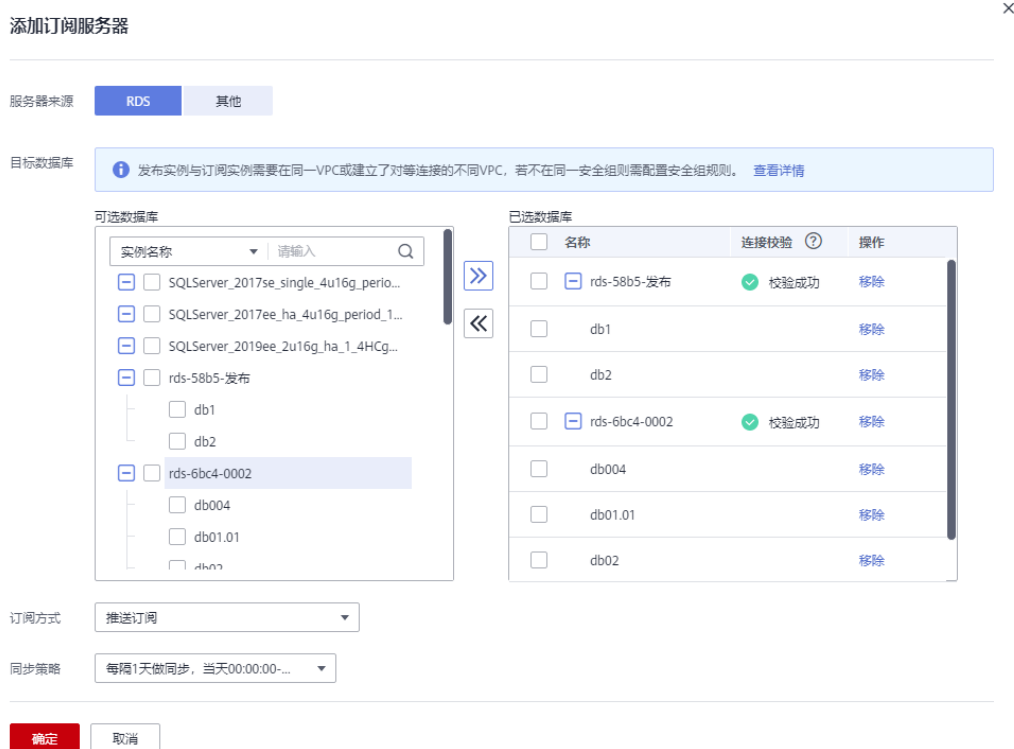 添加订阅服务器
服务器来源 RDS 其他
目标数据库 发布实例与订阅实例需要在同一VPC或建立了对等连接的不同VPC，若不在同一安全组则需配置安全组规则。 查看详情
可选数据库
实例名称 请输入
SQLServer_2017se_single_4u16g_perio...
SQLServer_2017ee_ha_4u16g_period_1...
SQLServer_2019ee_2u16g_ha_1_4HCg...
rds-58b5-发布
db1
db2
rds-6bc4-0002
db004
db01.01
db02
已选数据库
名称 连接校验 ? 操作
rds-58b5-发布 校验成功 移除
db1 移除
db2 移除
rds-6bc4-0002 校验成功 移除
db004 移除
db01.01 移除
db02 移除
订阅方式 推送订阅
同步策略 每隔1天做同步，当天00:00:00-...
确定 取消